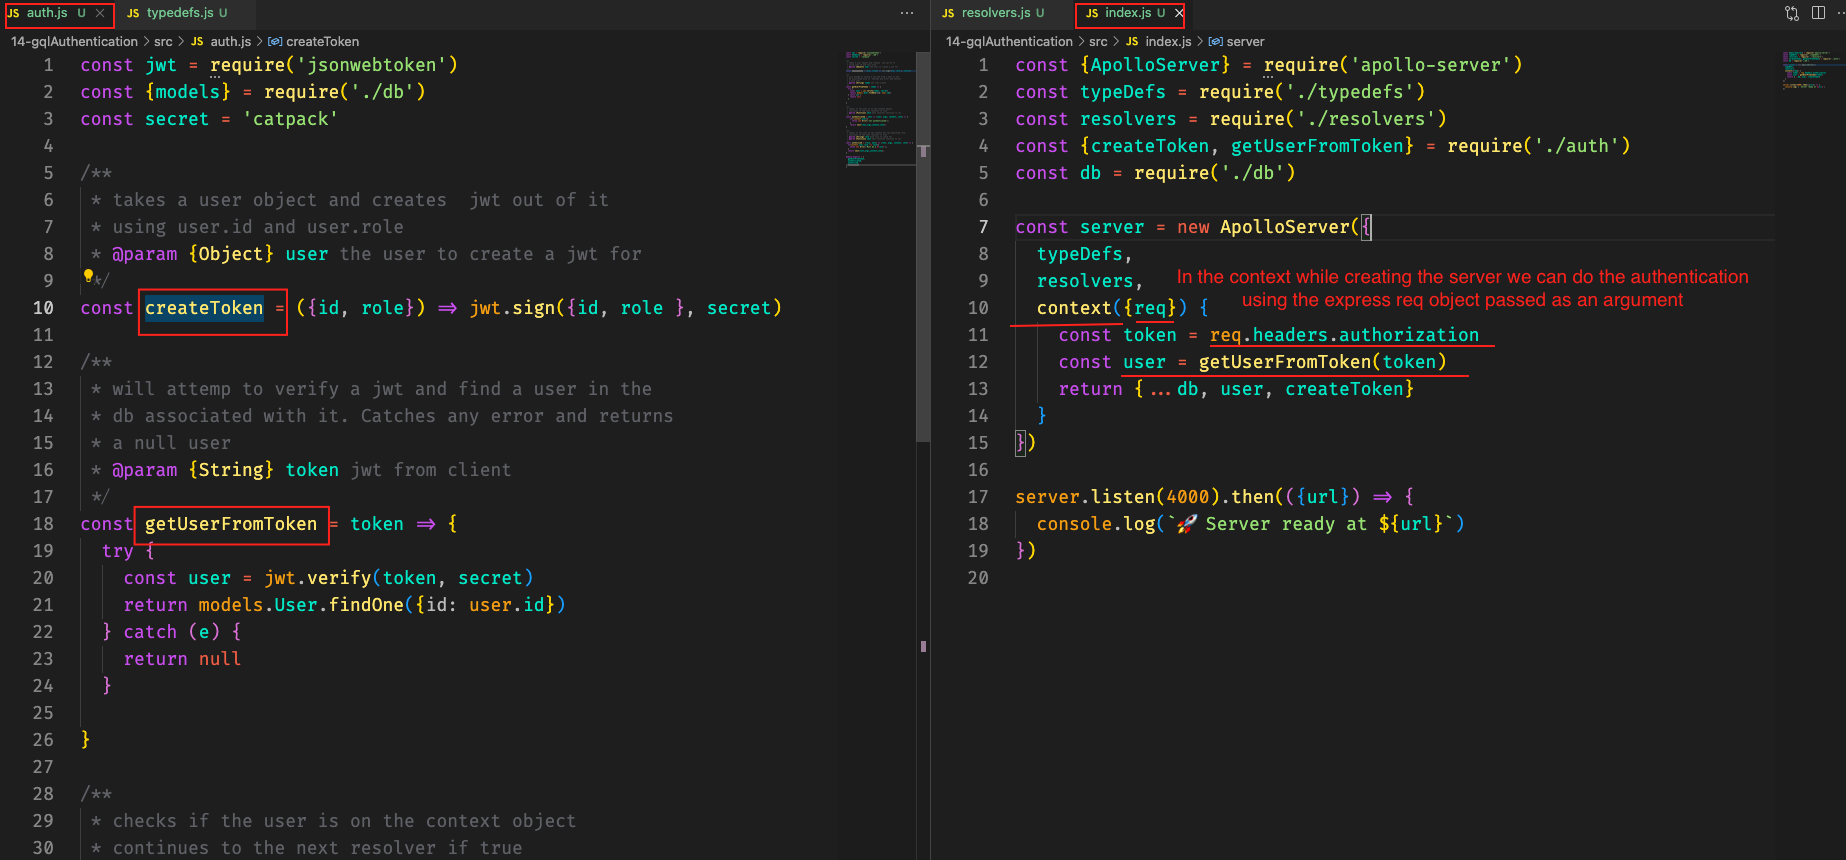 JS auth.js U ×
JS typedefs.js U
···
14-gqlAuthentication > src > JS auth.js > createToken
1 const jwt = require('jsonwebtoken')
2 const {models} = require('./db')
3 const secret = 'catpack'
4
5 /**
6 * takes a user object and creates  jwt out of it
7 * using user.id and user.role
8 * @param {Object} user the user to create a jwt for
9 */
10 const createToken = ({id, role}) => jwt.sign({id, role }, secret)
11
12 /**
13 * will attemp to verify a jwt and find a user in the
14 * db associated with it. Catches any error and returns
15 * a null user
16 * @param {String} token jwt from client
17 */
18 const getUserFromToken = token => {
19 try {
20 const user = jwt.verify(token, secret)
21 return models.User.findOne({id: user.id})
22 } catch (e) {
23 return null
24 }
25
26 }
27
28 /**
29 * checks if the user is on the context object
30 * continues to the next resolver if true
JS resolvers.js U
JS index.js U ×
14-gqlAuthentication > src > JS index.js > server
1 const {ApolloServer} = require('apollo-server')
2 const typeDefs = require('./typedefs')
3 const resolvers = require('./resolvers')
4 const {createToken, getUserFromToken} = require('./auth')
5 const db = require('./db')
6
7 const server = new ApolloServer({
8 typeDefs,
9 resolvers,
In the context while creating the server we can do the authentication
using the express req object passed as an argument
10 context({req}) {
11 const token = req.headers.authorization
12 const user = getUserFromToken(token)
13 return {...db, user, createToken}
14 }
15 })
16
17 server.listen(4000).then(({url}) => {
18 console.log(`🚀 Server ready at ${url}`)
19 })
20